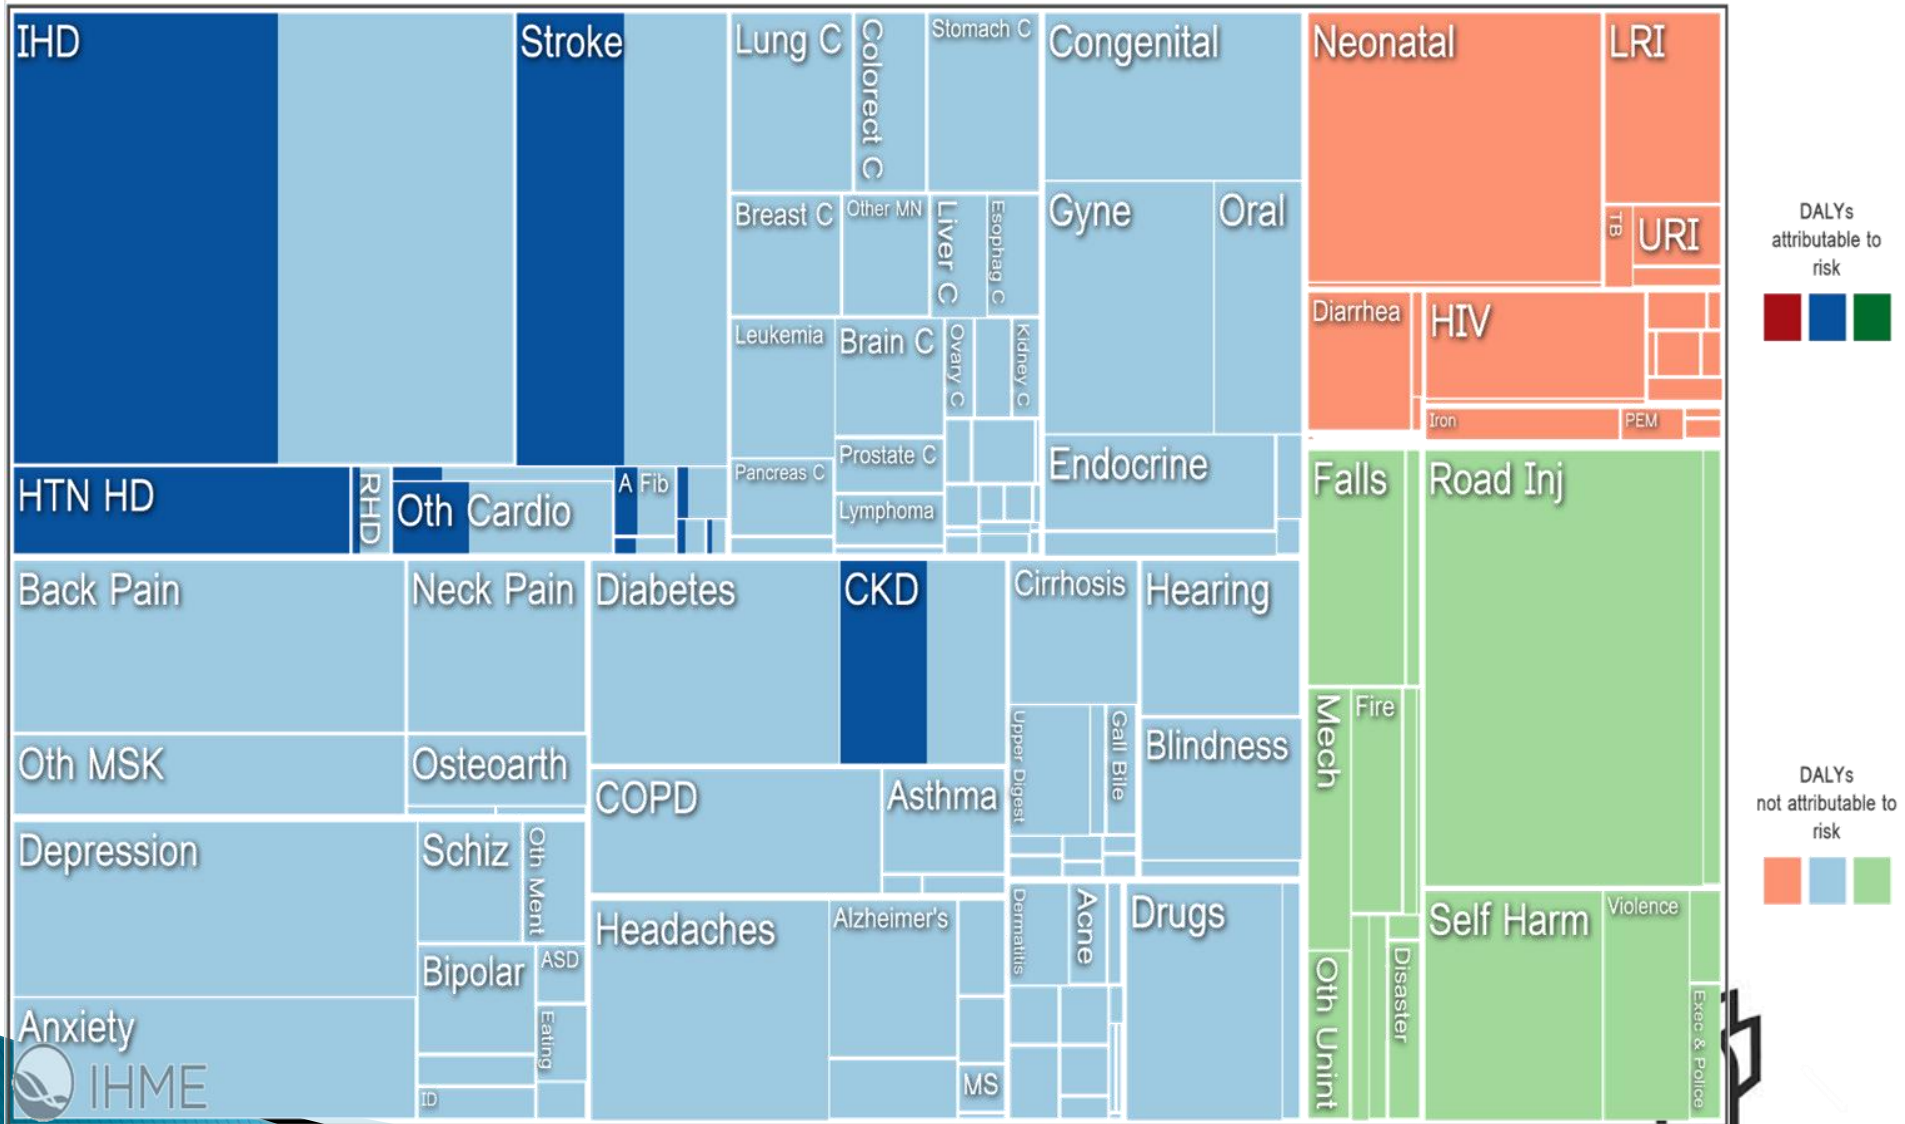 IHD
Stroke
Lung C
Colorect C
Stomach C
Congenital
Neonatal
LRI
Breast C
Other MN
Liver C
Esophag C
Gyne
Oral
TB
URI
Leukemia
Brain C
Ovary C
Kidney C
Diarrhea
HIV
Iron
PEM
Pancreas C
Prostate C
Lymphoma
Endocrine
HTN HD
RHD
Oth Cardio
A Fib
Falls
Road Inj
Back Pain
Neck Pain
Diabetes
CKD
Cirrhosis
Hearing
Mech
Fire
Oth MSK
Osteoarth
COPD
Asthma
Upper Digest
Gall Bile
Blindness
Depression
Schiz
Oth Ment
Headaches
Alzheimer's
Dermatitis
Acne
Drugs
Self Harm
Violence
Bipolar
ASD
Oth Unint
Disaster
Exec & Police
Anxiety
Eating
ID
MS
IHME
DALYs
attributable to
risk
DALYs
not attributable to
risk